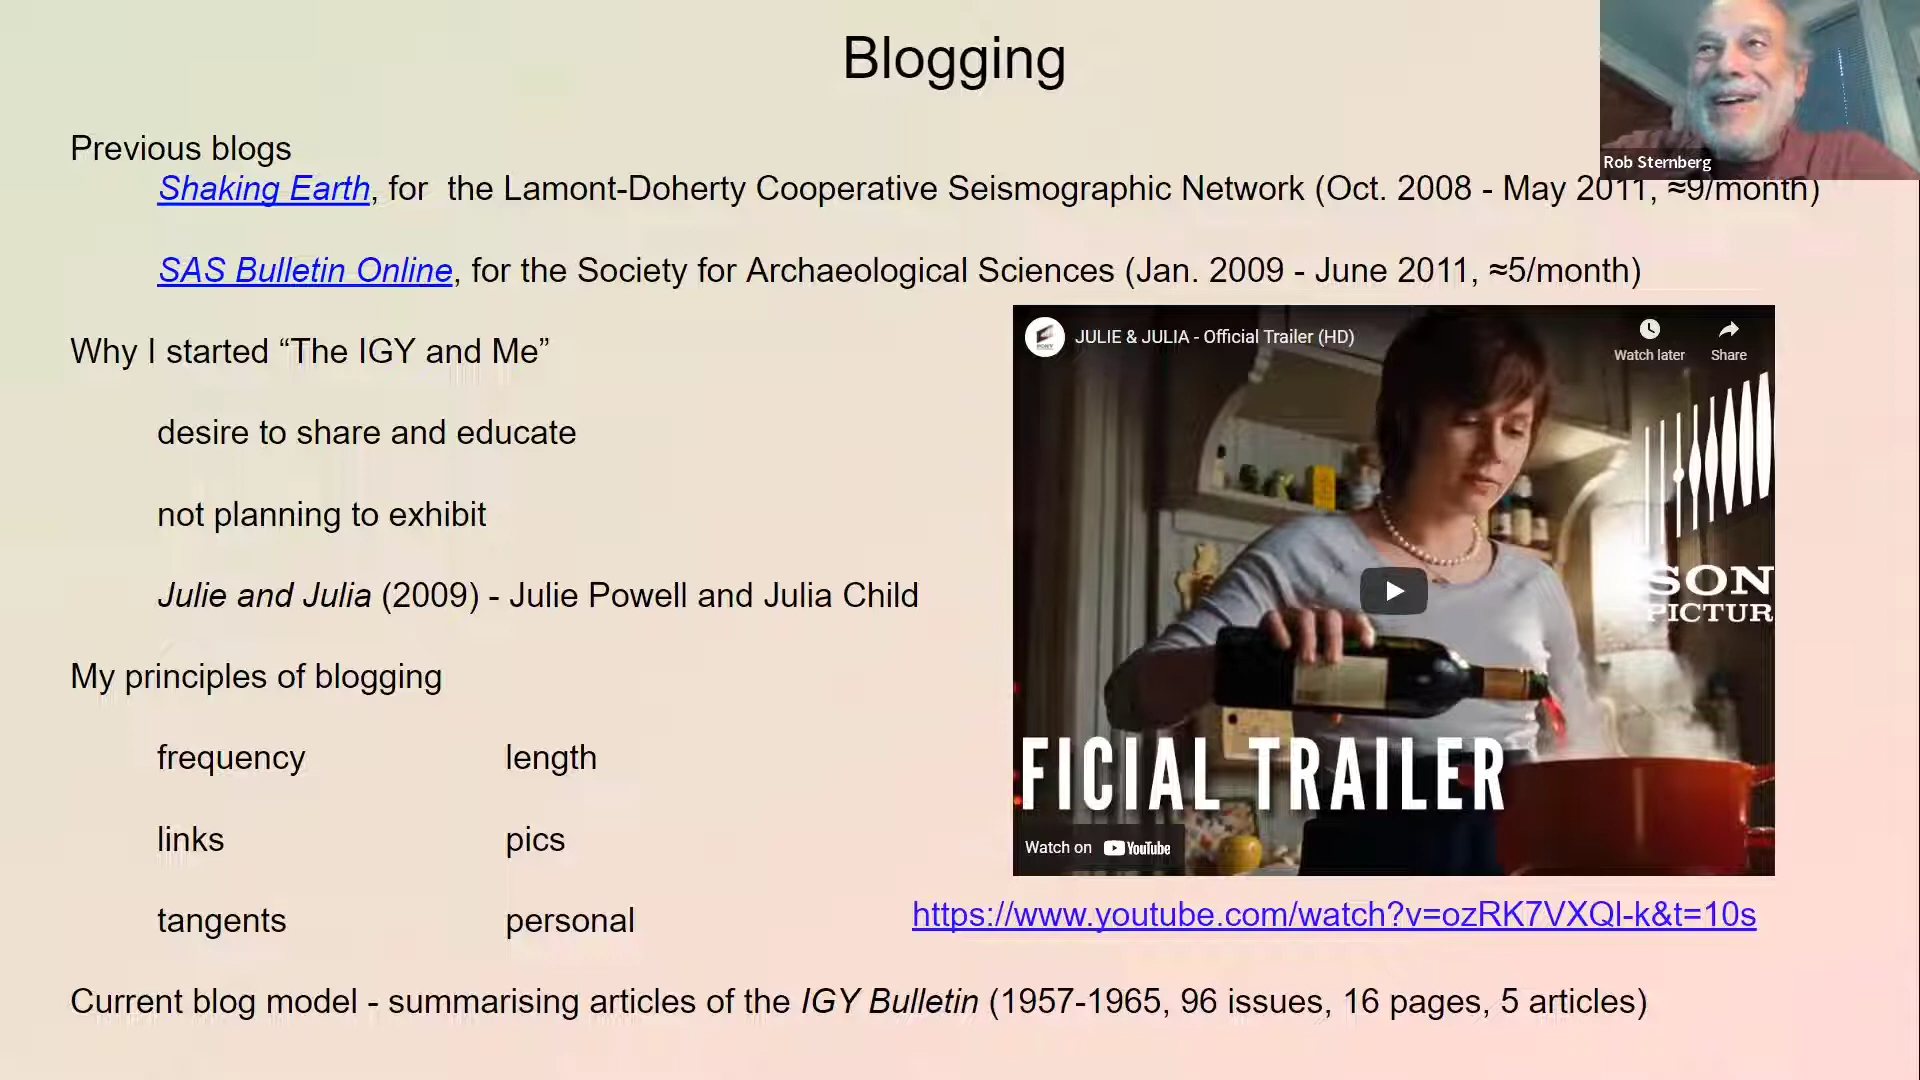 Blogging
Rob Sternberg
Previous blogs
Shaking Earth, for the Lamont-Doherty Cooperative Seismographic Network (Oct. 2008 - May 2011, ≈9/month)
SAS Bulletin Online, for the Society for Archaeological Sciences (Jan. 2009 - June 2011, ≈5/month)
Why I started “The IGY and Me”
desire to share and educate
not planning to exhibit
Julie and Julia (2009) - Julie Powell and Julia Child
My principles of blogging
frequency length
links pics
tangents personal
JULIE & JULIA - Official Trailer (HD)
Watch later Share
SON
PICTUR
FICIAL TRAILER
Watch on YouTube
https://www.youtube.com/watch?v=ozRK7VXQl-k&t=10s
Current blog model - summarising articles of the IGY Bulletin (1957-1965, 96 issues, 16 pages, 5 articles)